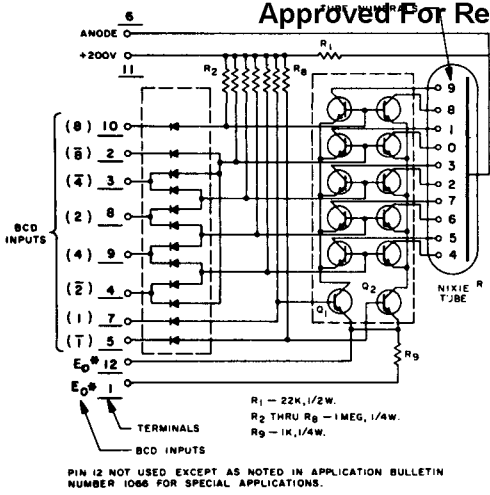 Approved For Re
TUBE NUMERALS
6
ANODE
+200V
11
R1
R2
R8
9
8
1
0
3
2
7
6
5
4
R
NIXIE
TUBE
BCD
INPUTS
(8) 10
(8̅) 2
(4̅) 3
(2) 8
(4) 9
(2̅) 4
(1) 7
(1̅) 5
E0* 12
E0* 1
Q1
Q2
R9
TERMINALS
BCD INPUTS
R1 – 22K, 1/2W.
R2 THRU R8 – 1MEG, 1/4W.
R9 – 1K, 1/4W.
PIN 12 NOT USED EXCEPT AS NOTED IN APPLICATION BULLETIN
NUMBER 1066 FOR SPECIAL APPLICATIONS.